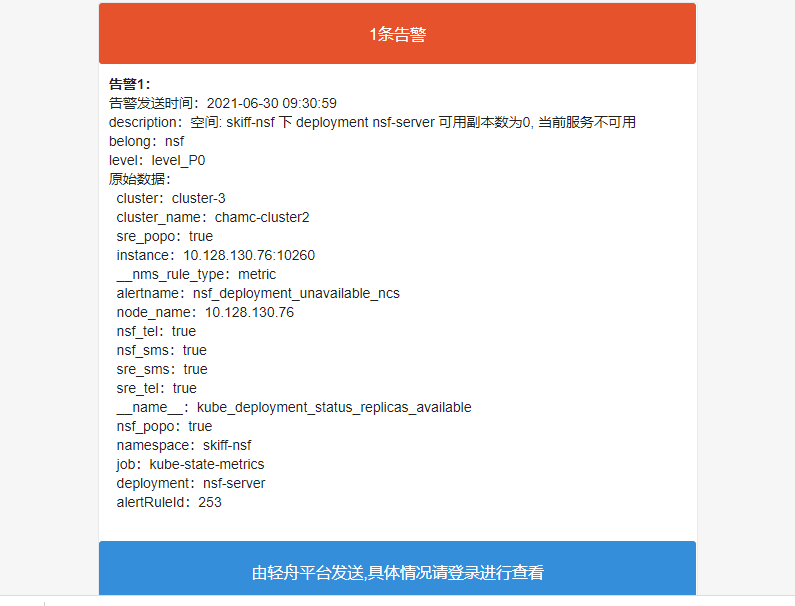 1条告警
告警1：
告警发送时间：2021-06-30 09:30:59
description：空间: skiff-nsf 下 deployment nsf-server 可用副本数为0, 当前服务不可用
belong：nsf
level：level_P0
原始数据：
cluster：cluster-3
cluster_name：chamc-cluster2
sre_popo：true
instance：10.128.130.76:10260
__nms_rule_type：metric
alertname：nsf_deployment_unavailable_ncs
node_name：10.128.130.76
nsf_tel：true
nsf_sms：true
sre_sms：true
sre_tel：true
__name__：kube_deployment_status_replicas_available
nsf_popo：true
namespace：skiff-nsf
job：kube-state-metrics
deployment：nsf-server
alertRuleId：253
由轻舟平台发送,具体情况请登录进行查看